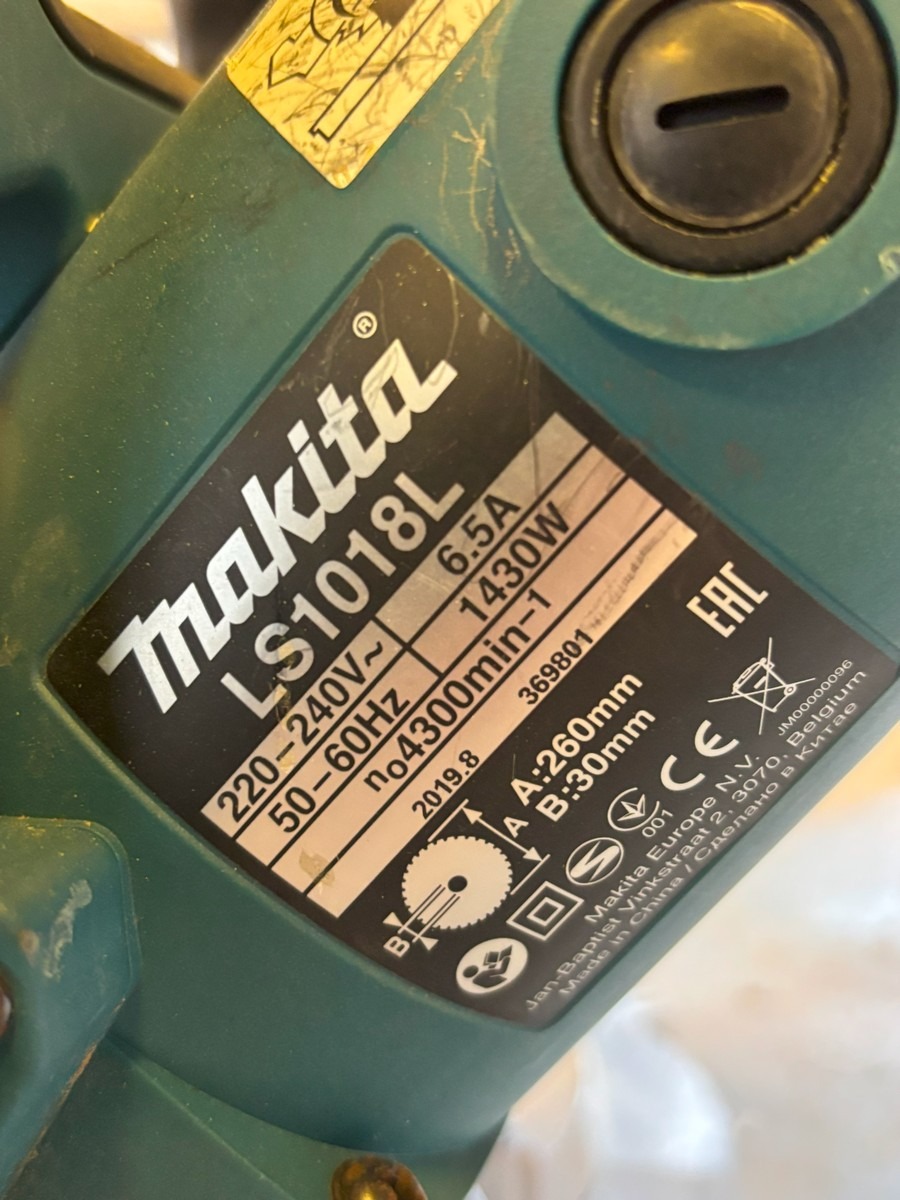 makita®
LS1018L
220–240V~ 6.5A
50–60Hz 1430W
no4300min−1
2019.8 369801
A:260mm
B:30mm
A
B
EAC
CE
001
JM00000096
Makita Europe N.V.
Jan-Baptist Vinkstraat 2, 3070, Belgium
Made in China / Сделано в Китае